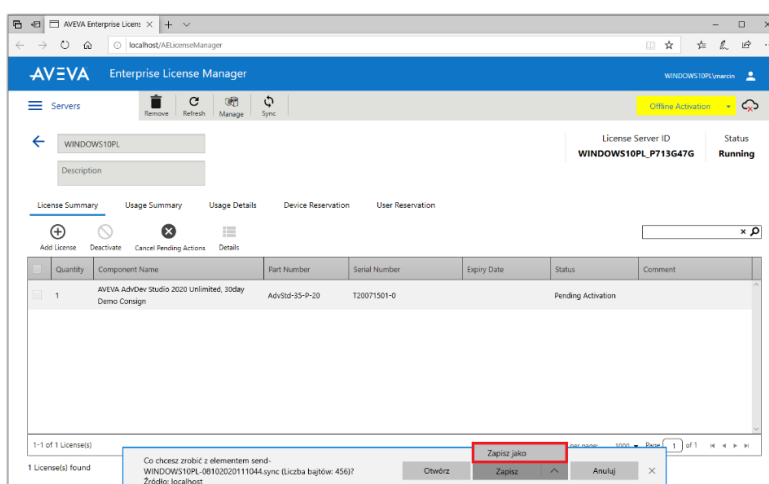 AVEVA Enterprise Licens
localhost/AELicenseManager
AVEVA Enterprise License Manager
WINDOWS10PL\marcin
Servers
Remove Refresh Manage Sync
Offline Activation
WINDOWS10PL
License Server ID Status
WINDOWS10PL_P713G47G Running
Description
License Summary Usage Summary Usage Details Device Reservation User Reservation
Add License Deactivate Cancel Pending Actions Details
Quantity Component Name Part Number Serial Number Expiry Date Status Comment
1 AVEVA AdvDev Studio 2020 Unlimited, 30day AdvStd-35-P-20 T20071501-0 Pending Activation
Demo Consign
1-1 of 1 License(s) per page: 1000 Page 1 of 1
Zapisz jako
1 License(s) found
Co chcesz zrobić z elementem send-
WINDOWS10PL-08102020111044.sync (Liczba bajtów: 456)?
Otwórz Zapisz Anuluj
Źródło: localhost